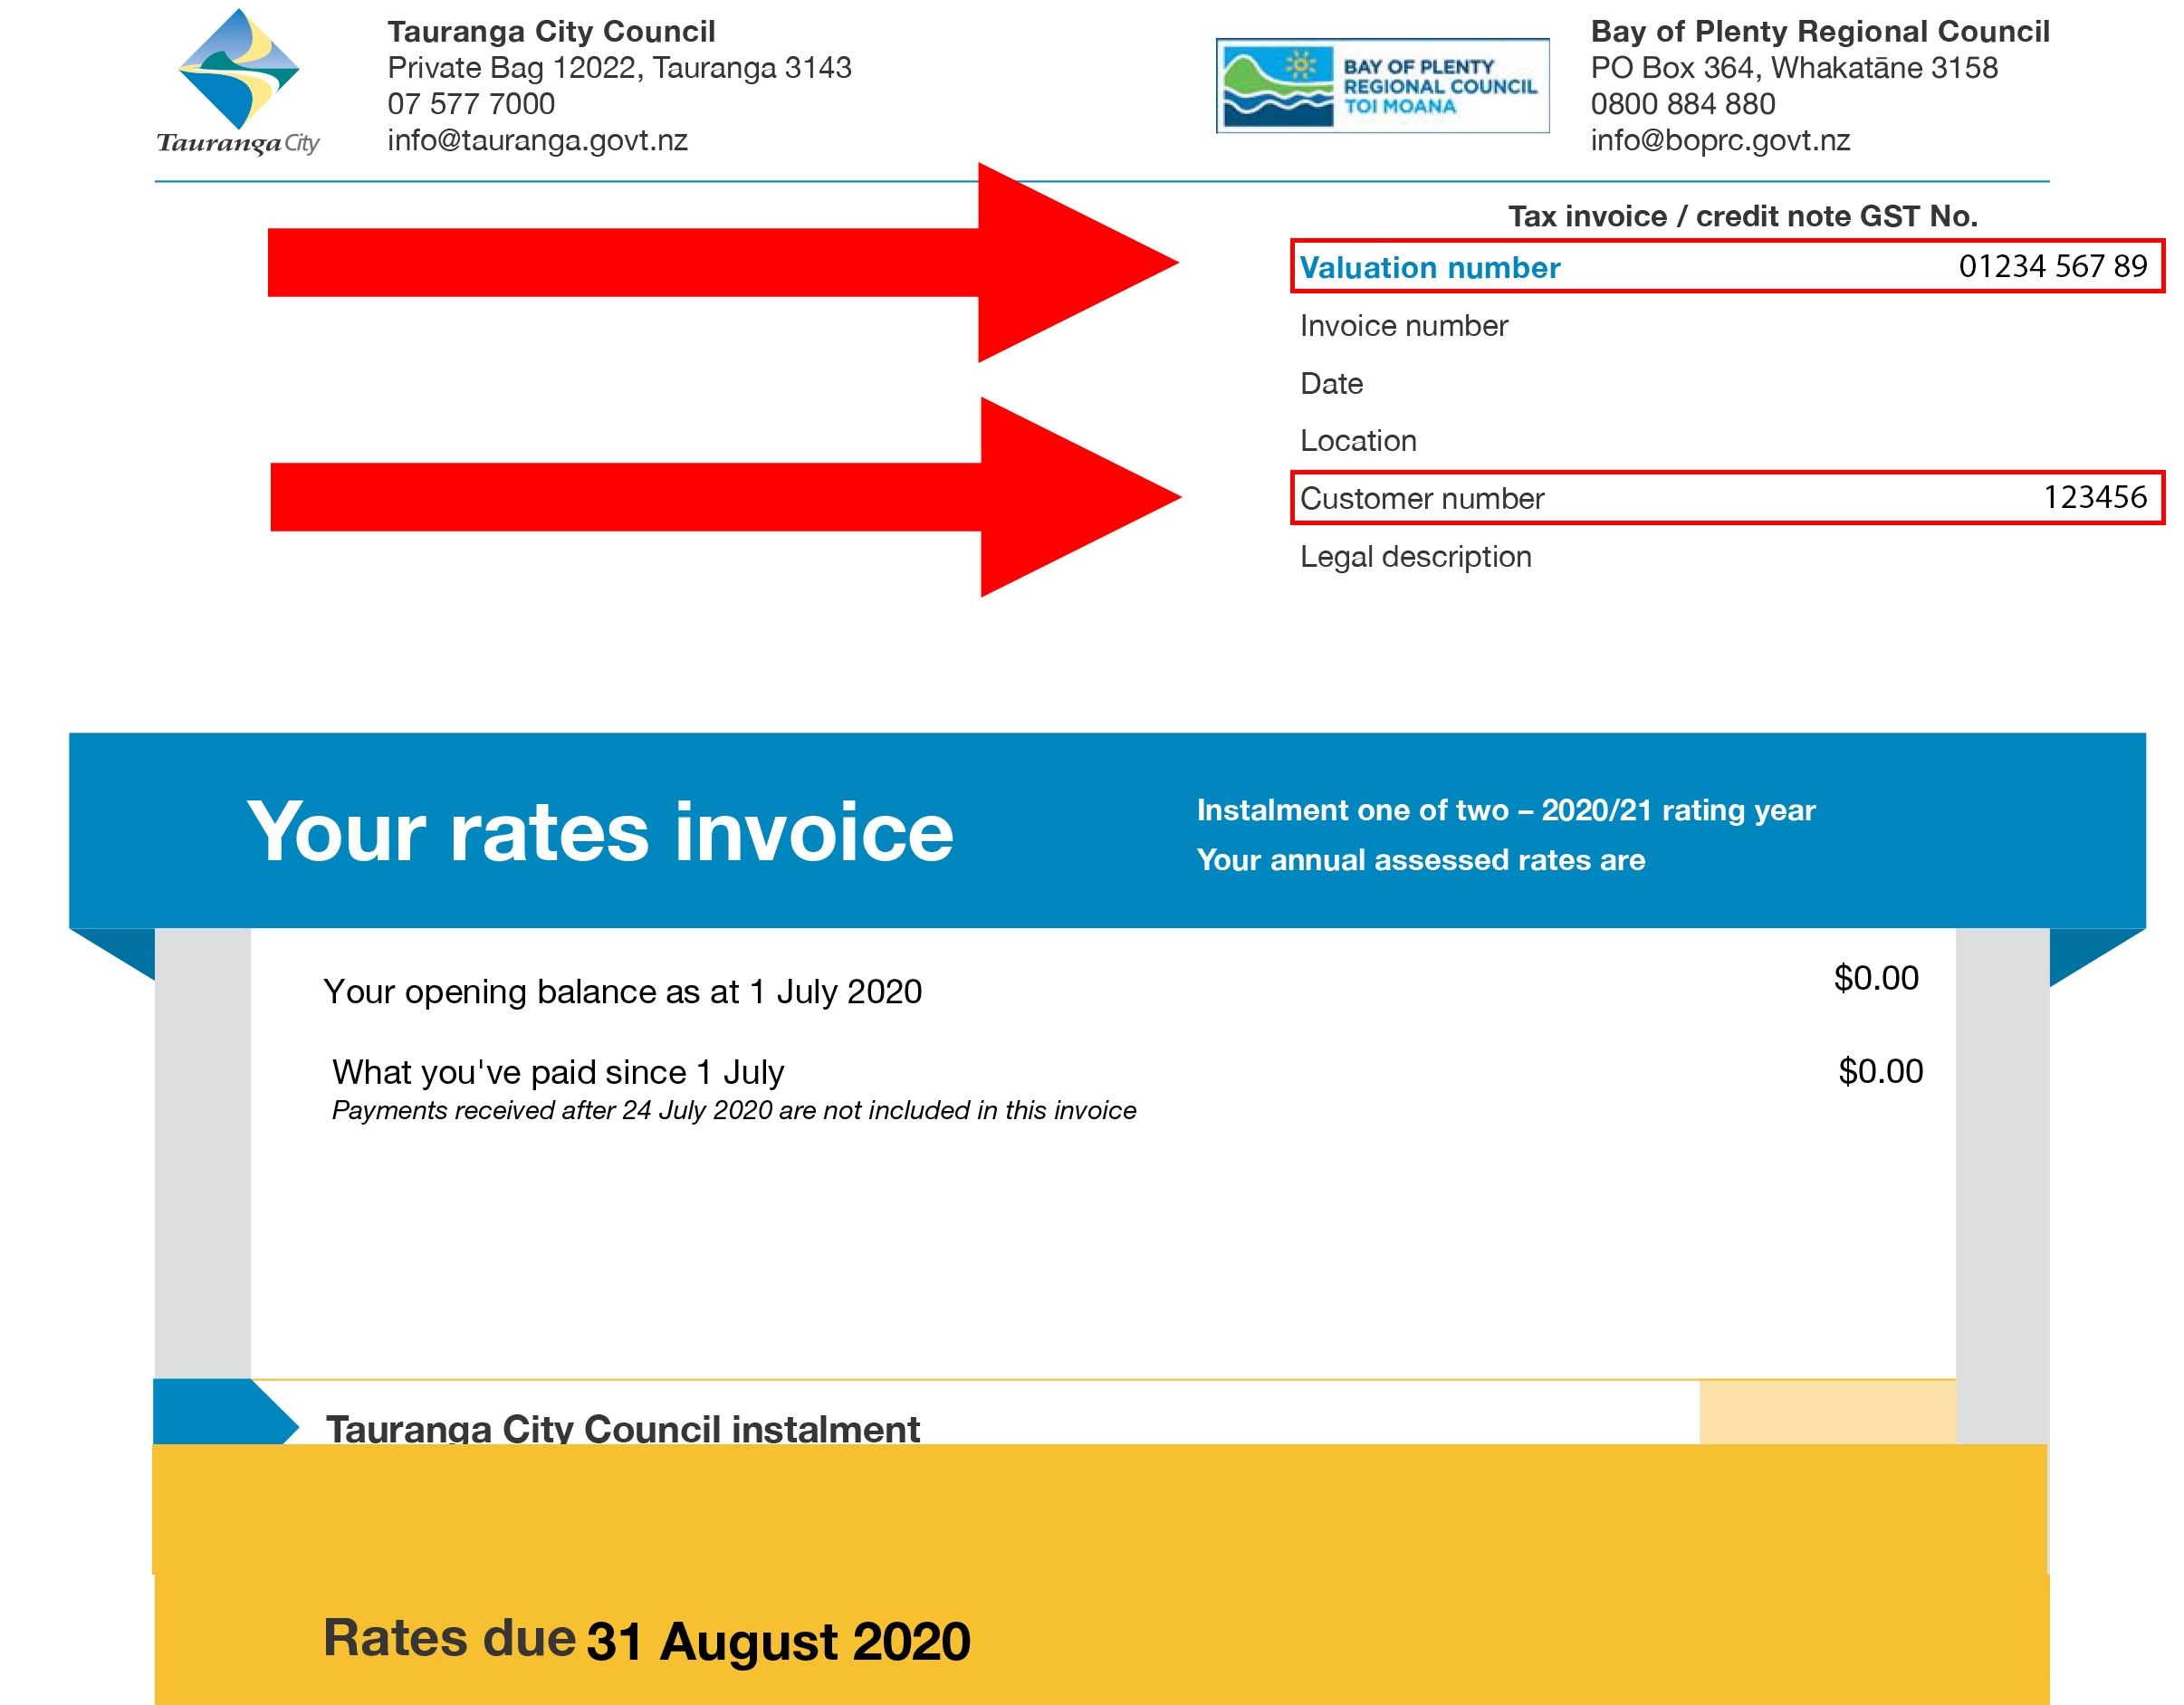 Tauranga City
Tauranga City Council
Private Bag 12022, Tauranga 3143
07 577 7000
info@tauranga.govt.nz
BAY OF PLENTY
REGIONAL COUNCIL
TOI MOANA
Bay of Plenty Regional Council
PO Box 364, Whakatāne 3158
0800 884 880
info@boprc.govt.nz
Tax invoice / credit note GST No.
Valuation number 01234 567 89
Invoice number
Date
Location
Customer number 123456
Legal description
Your rates invoice
Instalment one of two – 2020/21 rating year
Your annual assessed rates are
Your opening balance as at 1 July 2020 $0.00
What you've paid since 1 July $0.00
Payments received after 24 July 2020 are not included in this invoice
Tauranga City Council instalment
Rates due 31 August 2020